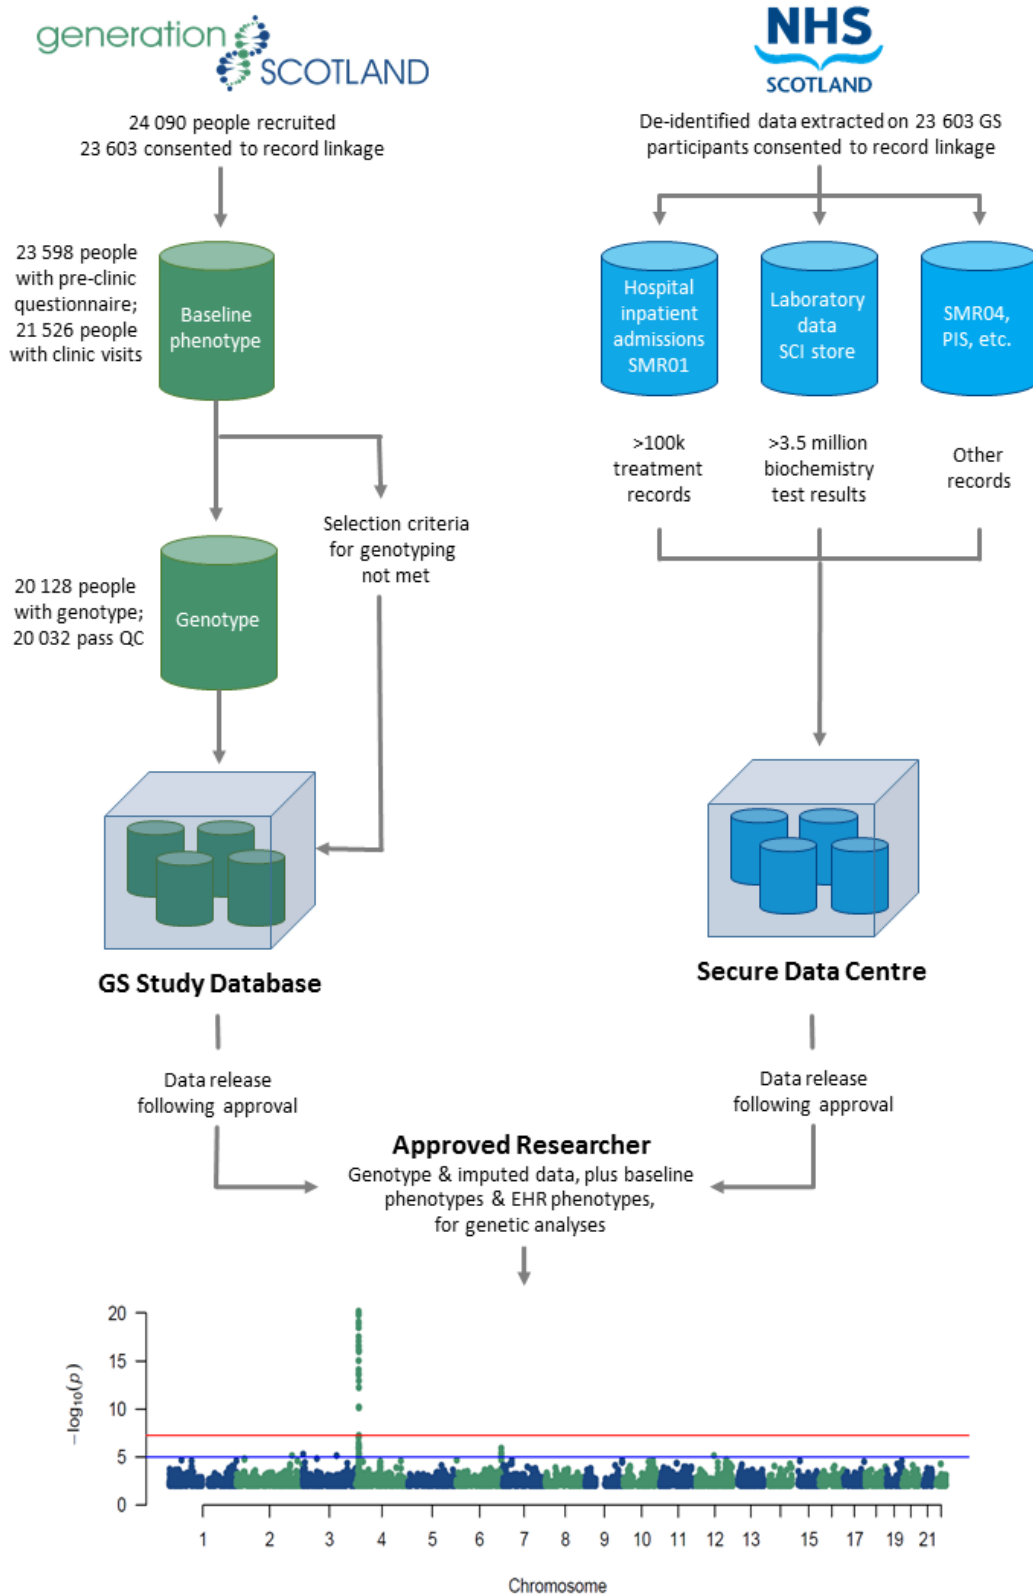 generation
SCOTLAND
24 090 people recruited
23 603 consented to record linkage
23 598 people
with pre-clinic
questionnaire;
21 526 people
with clinic visits
Baseline
phenotype
Selection criteria
for genotyping
not met
20 128 people
with genotype;
20 032 pass QC
Genotype
GS Study Database
Data release
following approval
NHS
SCOTLAND
De-identified data extracted on 23 603 GS
participants consented to record linkage
Hospital
inpatient
admissions
SMR01
Laboratory
data
SCI store
SMR04,
PIS, etc.
>100k
treatment
records
>3.5 million
biochemistry
test results
Other
records
Secure Data Centre
Data release
following approval
Approved Researcher
Genotype & imputed data, plus baseline
phenotypes & EHR phenotypes,
for genetic analyses
−log₁₀(p)
20
15
10
5
0
1 2 3 4 5 6 7 8 9 10 11 12 13 15 17 19 21
Chromosome